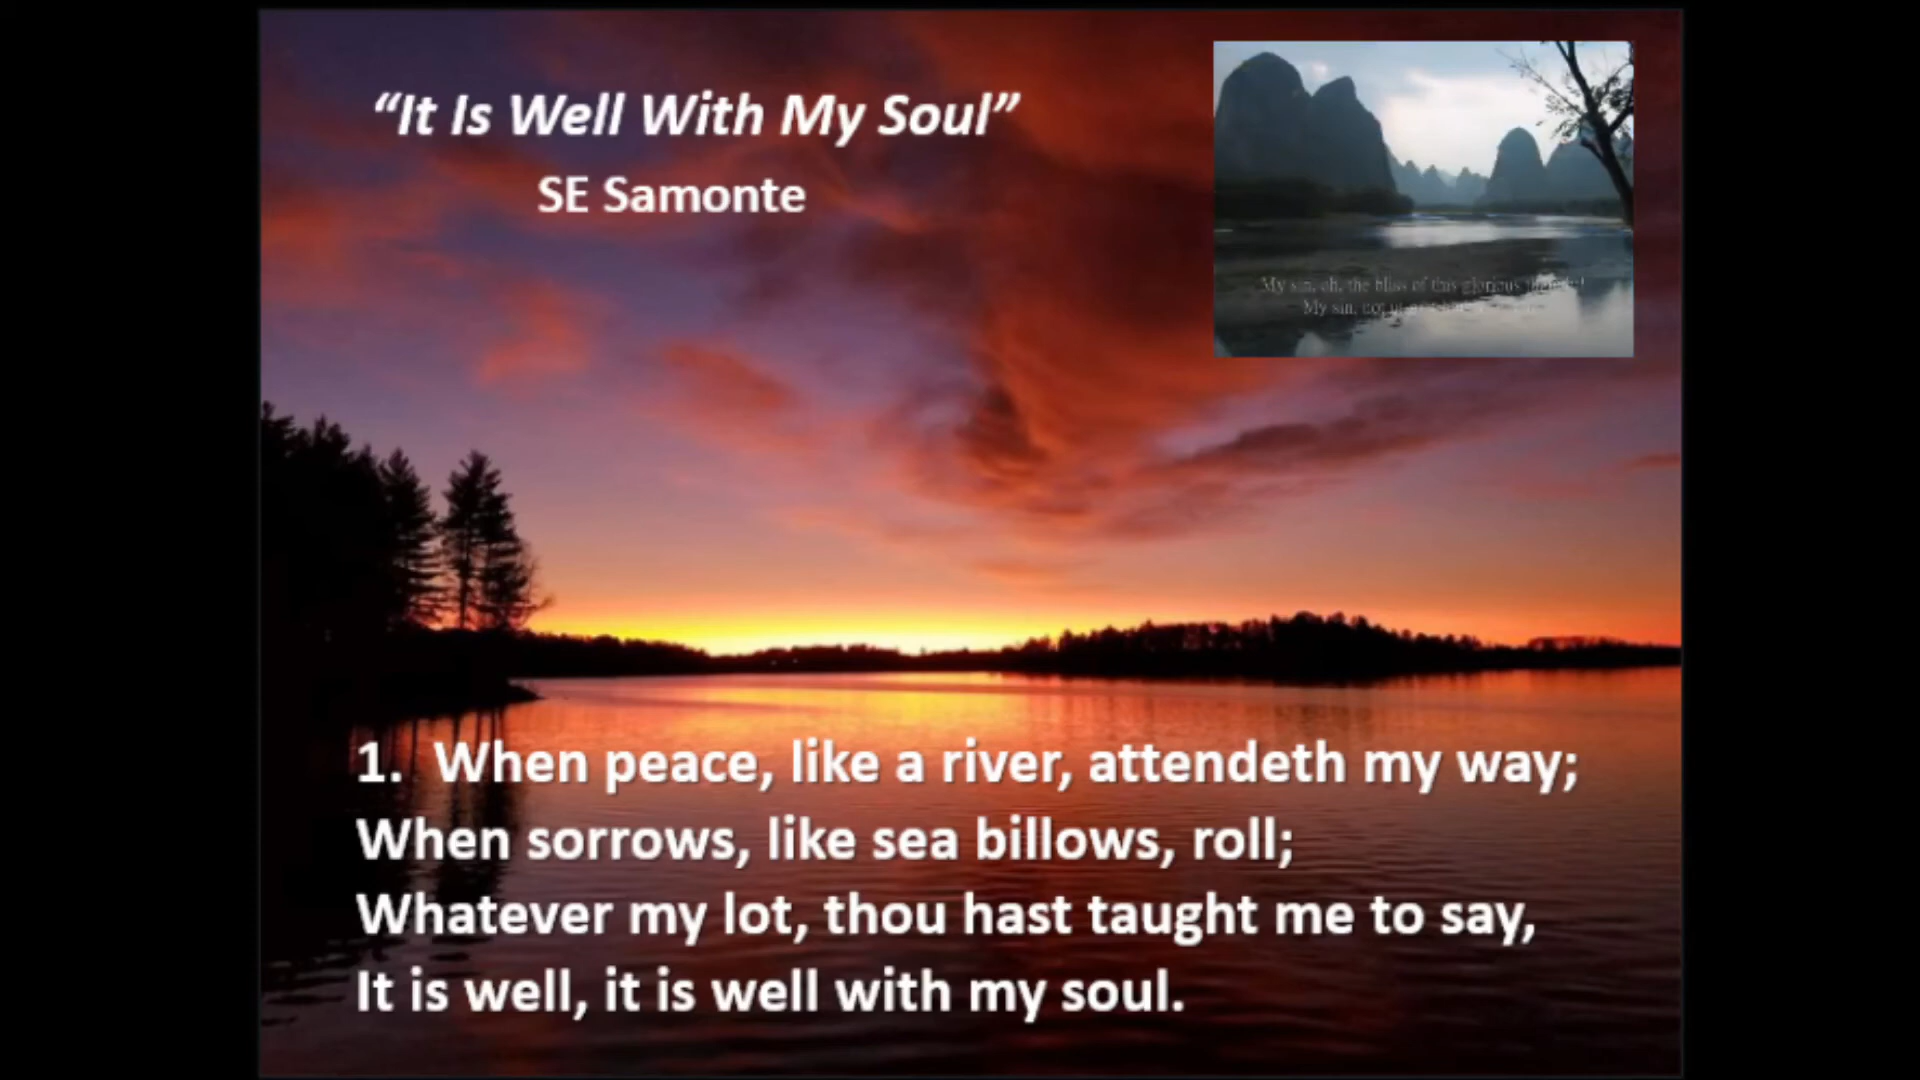 “It Is Well With My Soul”
SE Samonte
My sin, oh, the bliss of this glorious
My sin, not
1. When peace, like a river, attendeth my way;
When sorrows, like sea billows, roll;
Whatever my lot, thou hast taught me to say,
It is well, it is well with my soul.